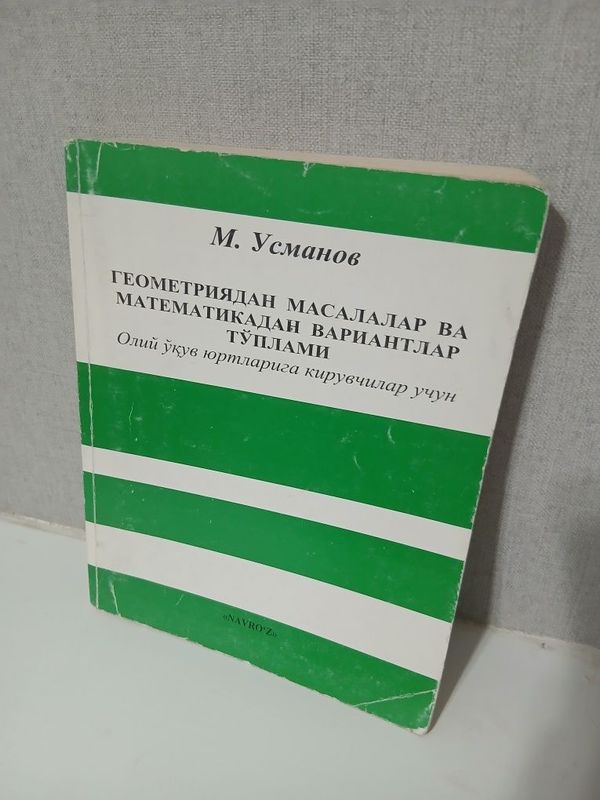 М. Усманов
ГЕОМЕТРИЯДАН МАСАЛАЛАР ВА
МАТЕМАТИКАДАН ВАРИАНТЛАР
ТЎПЛАМИ
Олий ўқув юртларига кирувчилар учун
«NAVRO‘Z»